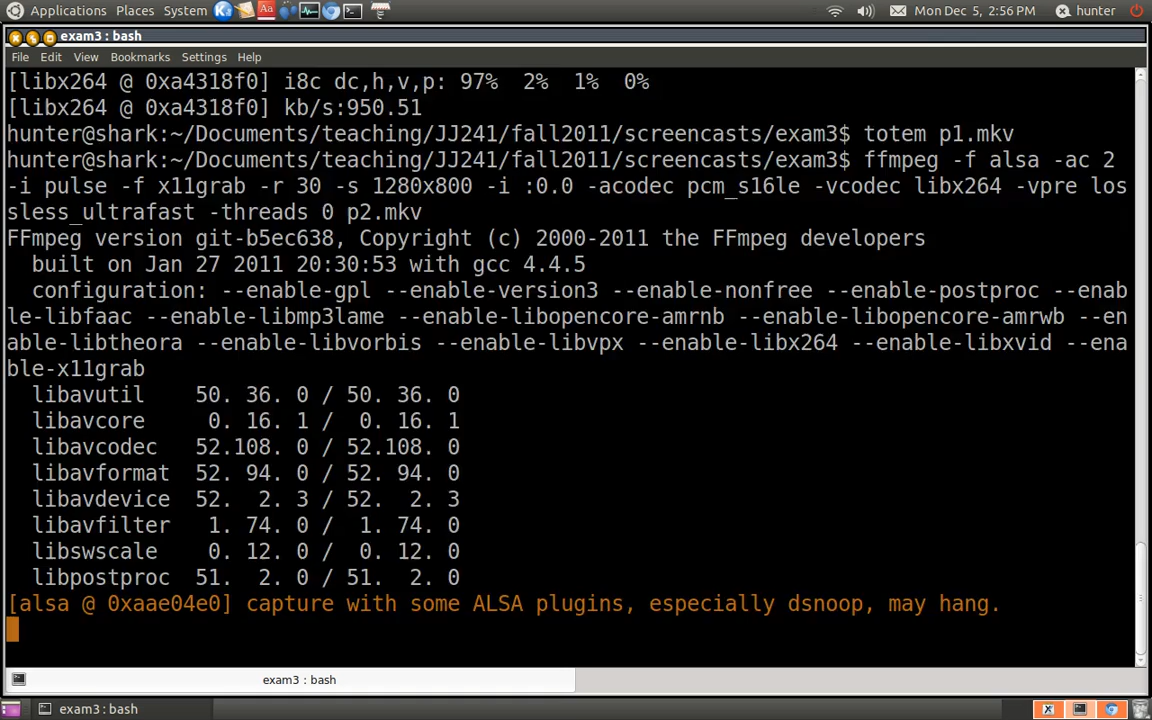 Applications Places System Aa Mon Dec 5, 2:56 PM hunter
exam3 : bash
File Edit View Bookmarks Settings Help
[libx264 @ 0xa4318f0] i8c dc,h,v,p: 97%  2%  1%  0%
[libx264 @ 0xa4318f0] kb/s:950.51
hunter@shark:~/Documents/teaching/JJ241/fall2011/screencasts/exam3$ totem p1.mkv
hunter@shark:~/Documents/teaching/JJ241/fall2011/screencasts/exam3$ ffmpeg -f alsa -ac 2
-i pulse -f x11grab -r 30 -s 1280x800 -i :0.0 -acodec pcm_s16le -vcodec libx264 -vpre los
sless_ultrafast -threads 0 p2.mkv
FFmpeg version git-b5ec638, Copyright (c) 2000-2011 the FFmpeg developers
  built on Jan 27 2011 20:30:53 with gcc 4.4.5
  configuration: --enable-gpl --enable-version3 --enable-nonfree --enable-postproc --enab
le-libfaac --enable-libmp3lame --enable-libopencore-amrnb --enable-libopencore-amrwb --en
able-libtheora --enable-libvorbis --enable-libvpx --enable-libx264 --enable-libxvid --ena
ble-x11grab
  libavutil    50. 36. 0 / 50. 36. 0
  libavcore     0. 16. 1 /  0. 16. 1
  libavcodec   52.108. 0 / 52.108. 0
  libavformat  52. 94. 0 / 52. 94. 0
  libavdevice  52.  2. 3 / 52.  2. 3
  libavfilter   1. 74. 0 /  1. 74. 0
  libswscale    0. 12. 0 /  0. 12. 0
  libpostproc  51.  2. 0 / 51.  2. 0
[alsa @ 0xaae04e0] capture with some ALSA plugins, especially dsnoop, may hang.
exam3 : bash
exam3 : bash